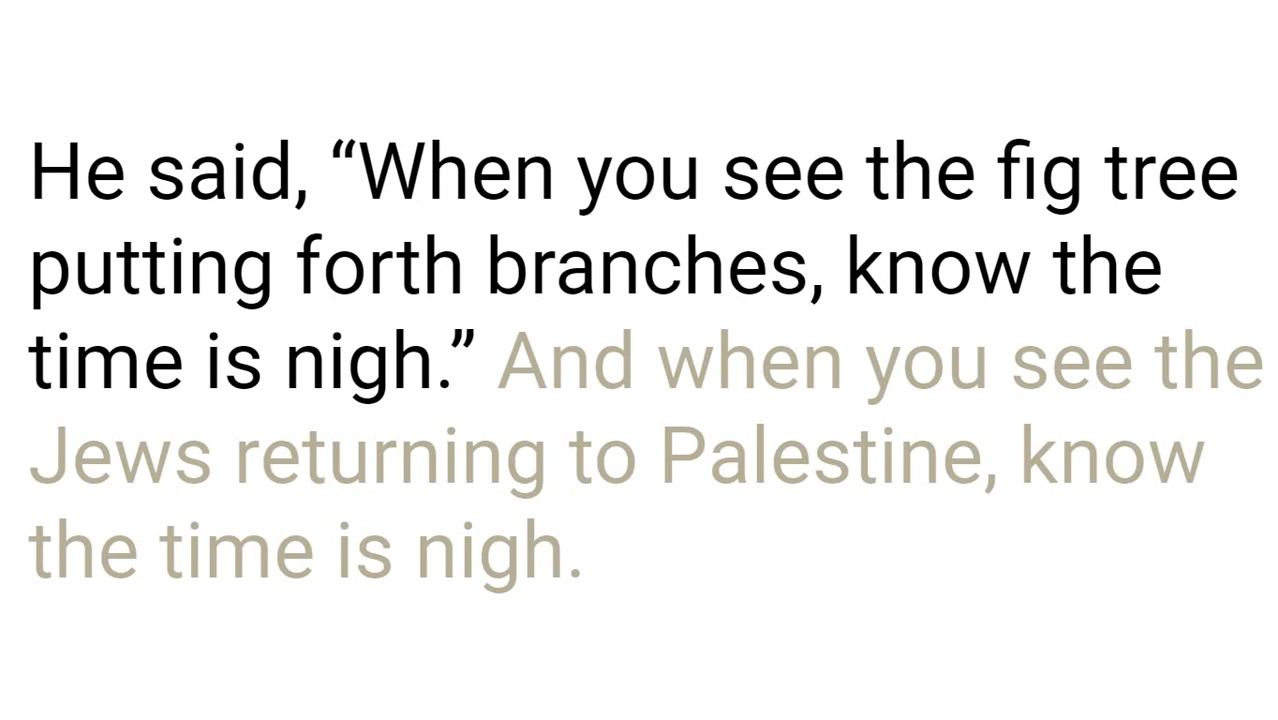 He said, “When you see the fig tree
putting forth branches, know the
time is nigh.” And when you see the
Jews returning to Palestine, know
the time is nigh.